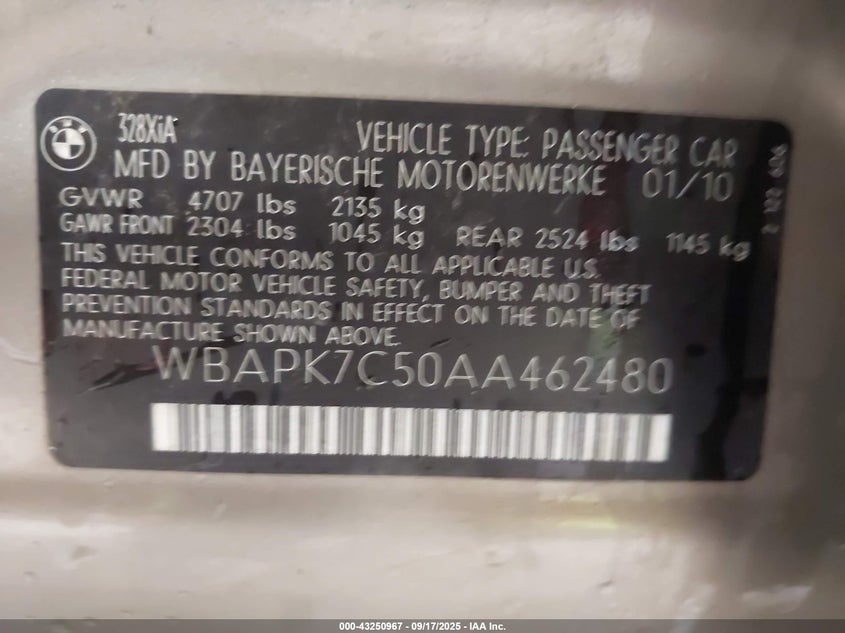 328XiA
VEHICLE TYPE: PASSENGER CAR
MFD BY BAYERISCHE MOTORENWERKE 01/10
GVWR 4707 lbs 2135 kg
GAWR FRONT 2304 lbs 1045 kg REAR 2524 lbs 1145 kg
THIS VEHICLE CONFORMS TO ALL APPLICABLE U.S.
FEDERAL MOTOR VEHICLE SAFETY, BUMPER AND THEFT
PREVENTION STANDARDS IN EFFECT ON THE DATE OF
MANUFACTURE SHOWN ABOVE.
WBAPK7C50AA462480
7 122 606
000-43250967 • 09/17/2025 - IAA Inc.